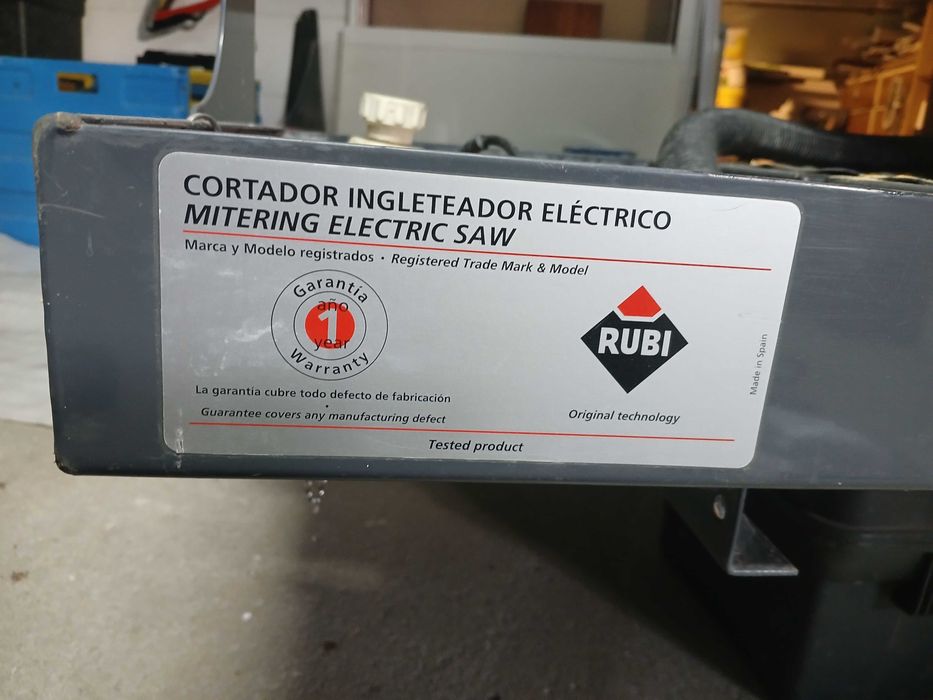 CORTADOR INGLETEADOR ELÉCTRICO
MITERING ELECTRIC SAW
Marca y Modelo registrados · Registered Trade Mark & Model
Garantía
año
1
year
Warranty
RUBI
Made in Spain
La garantía cubre todo defecto de fabricación
·
Guarantee covers any manufacturing defect
Original technology
Tested product